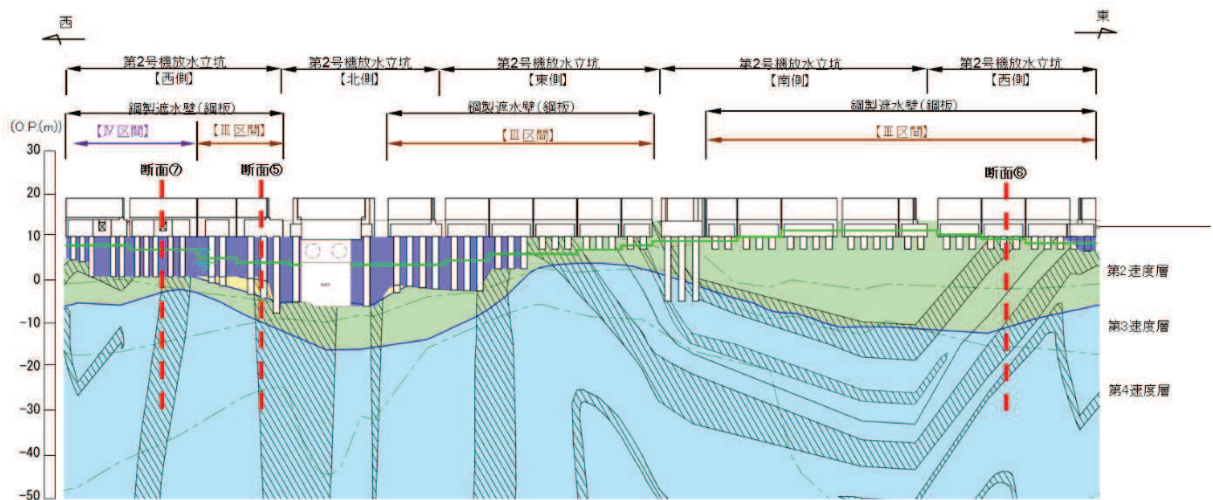 西
東
第2号機放水立坑
【西側】
第2号機放水立坑
【北側】
第2号機放水立坑
【東側】
第2号機放水立坑
【南側】
第2号機放水立坑
【西側】
鋼製遮水壁(鋼板)
鋼製遮水壁(鋼板)
鋼製遮水壁(鋼板)
【Ⅳ区間】
【Ⅲ区間】
【Ⅲ区間】
【Ⅲ区間】
(O.P.(m))
断面⑦
断面⑤
断面⑥
30
20
10
0
-10
-20
-30
-40
-50
第2速度層
第3速度層
第4速度層